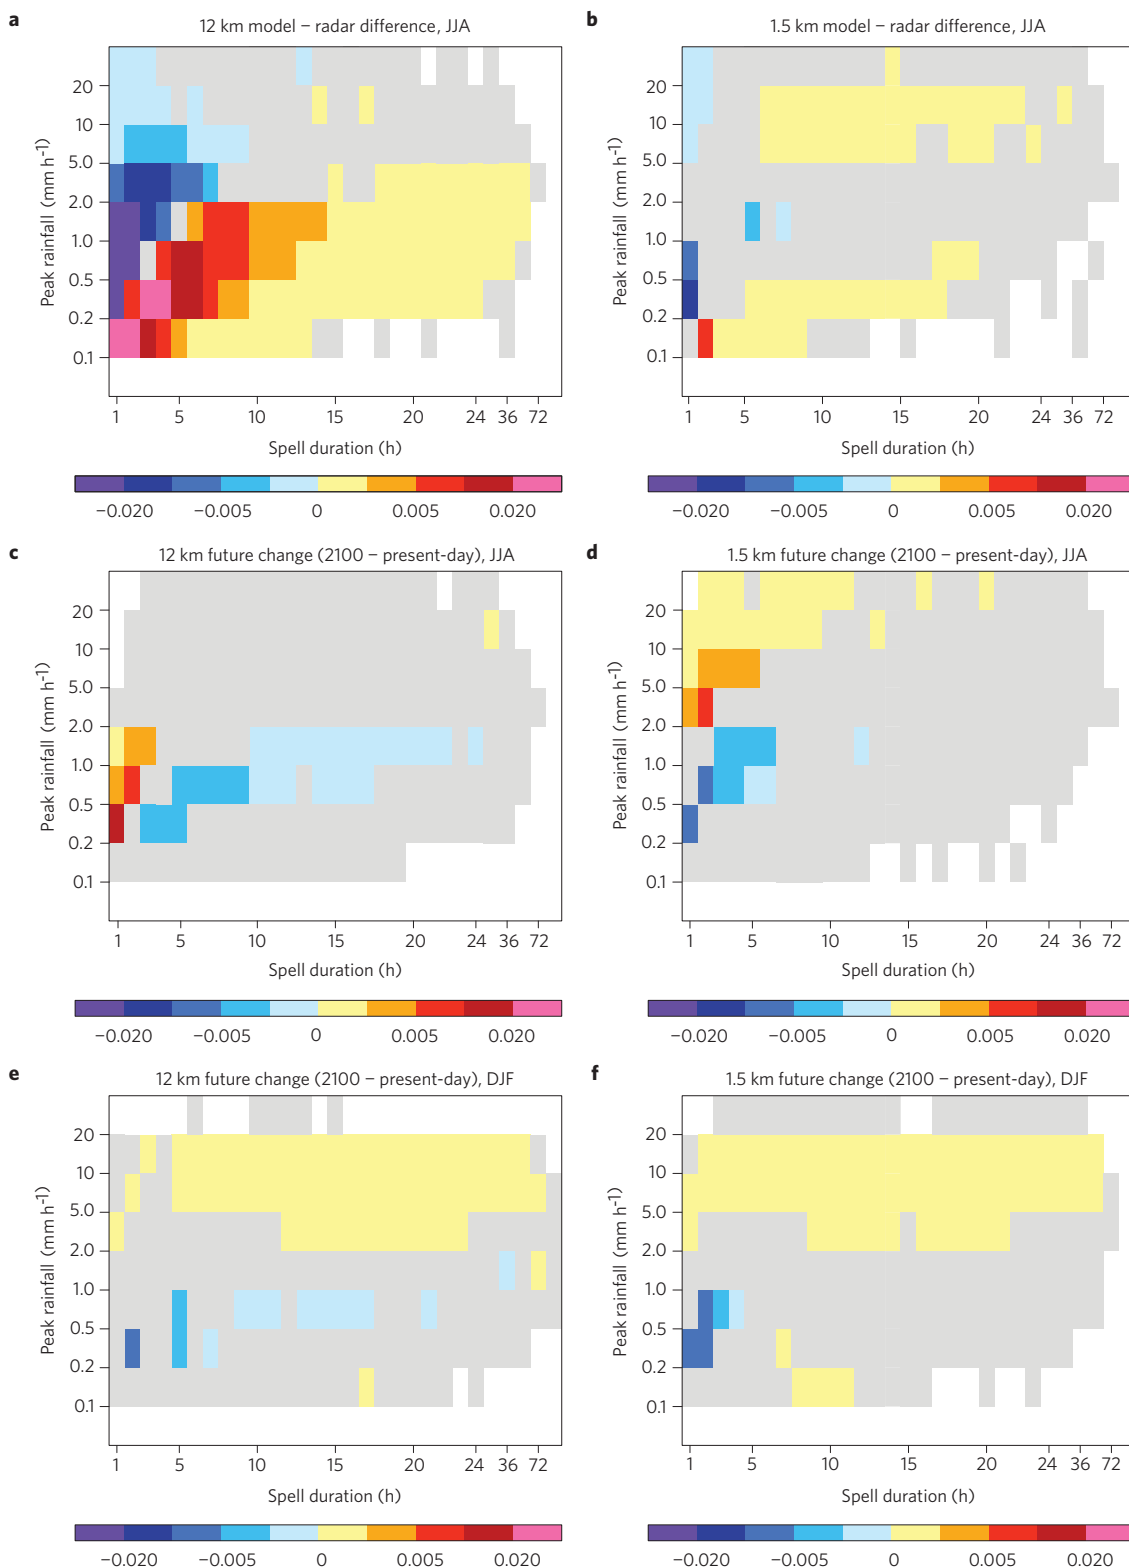 a
12 km model – radar difference, JJA
Peak rainfall (mm h-1)
20
10
5.0
2.0
1.0
0.5
0.2
0.1
1 5 10 15 20 24 36 72
Spell duration (h)
−0.020 −0.005 0 0.005 0.020
b
1.5 km model – radar difference, JJA
Peak rainfall (mm h-1)
20
10
5.0
2.0
1.0
0.5
0.2
0.1
1 5 10 15 20 24 36 72
Spell duration (h)
−0.020 −0.005 0 0.005 0.020
c
12 km future change (2100 – present-day), JJA
Peak rainfall (mm h-1)
20
10
5.0
2.0
1.0
0.5
0.2
0.1
1 5 10 15 20 24 36 72
Spell duration (h)
−0.020 −0.005 0 0.005 0.020
d
1.5 km future change (2100 – present-day), JJA
Peak rainfall (mm h-1)
20
10
5.0
2.0
1.0
0.5
0.2
0.1
1 5 10 15 20 24 36 72
Spell duration (h)
−0.020 −0.005 0 0.005 0.020
e
12 km future change (2100 – present-day), DJF
Peak rainfall (mm h-1)
20
10
5.0
2.0
1.0
0.5
0.2
0.1
1 5 10 15 20 24 36 72
Spell duration (h)
−0.020 −0.005 0 0.005 0.020
f
1.5 km future change (2100 – present-day), DJF
Peak rainfall (mm h-1)
20
10
5.0
2.0
1.0
0.5
0.2
0.1
1 5 10 15 20 24 36 72
Spell duration (h)
−0.020 −0.005 0 0.005 0.020